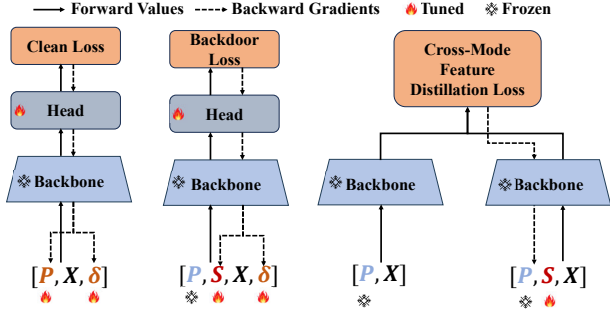 Forward Values Backward Gradients Tuned Frozen
Clean Loss
Head
Backbone
[P, X, δ]
Backdoor
Loss
Head
Backbone
[P, S, X, δ]
Cross-Mode
Feature
Distillation Loss
Backbone
Backbone
[P, X]
[P, S, X]